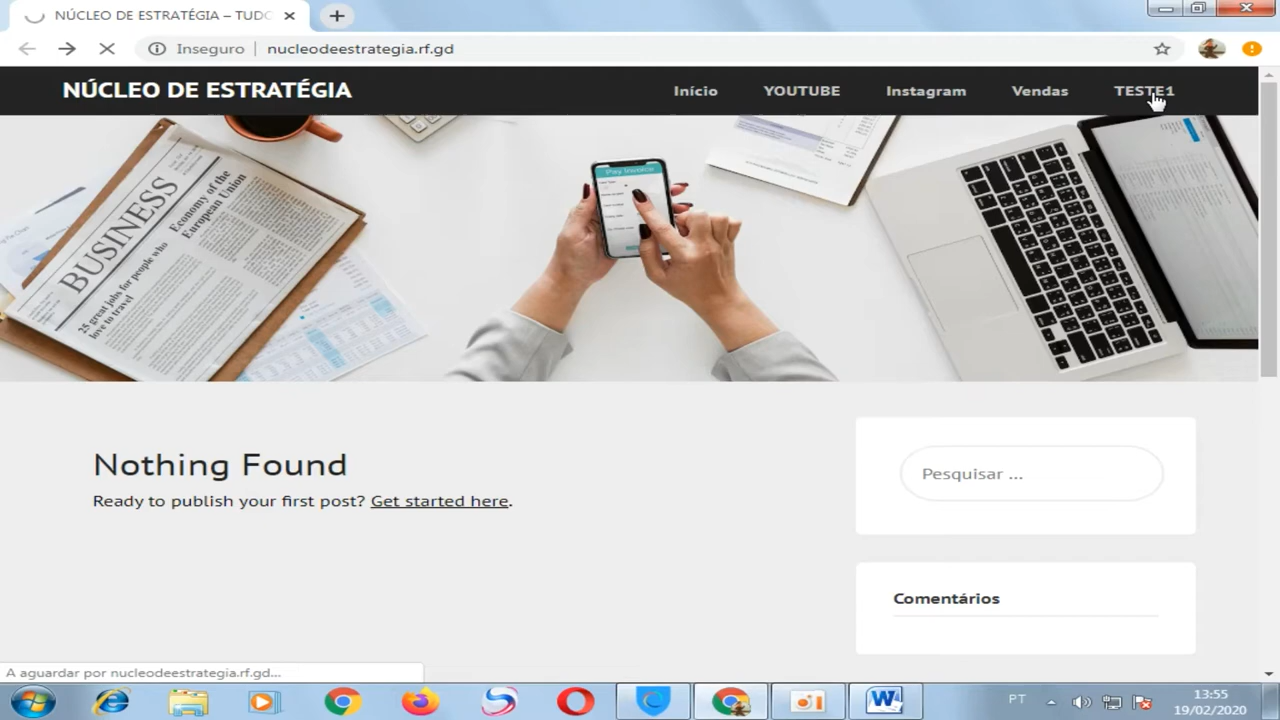 NÚCLEO DE ESTRATÉGIA – TUDO
Inseguro | nucleodeestrategia.rf.gd
NÚCLEO DE ESTRATÉGIA
Início YOUTUBE Instagram Vendas TESTE1
BUSINESS
Economy of the European Union
25 great jobs for people who love to travel
Pay Invoice
Nothing Found
Ready to publish your first post? Get started here.
Pesquisar ...
Comentários
A aguardar por nucleodeestrategia.rf.gd...
PT
13:55
19/02/2020